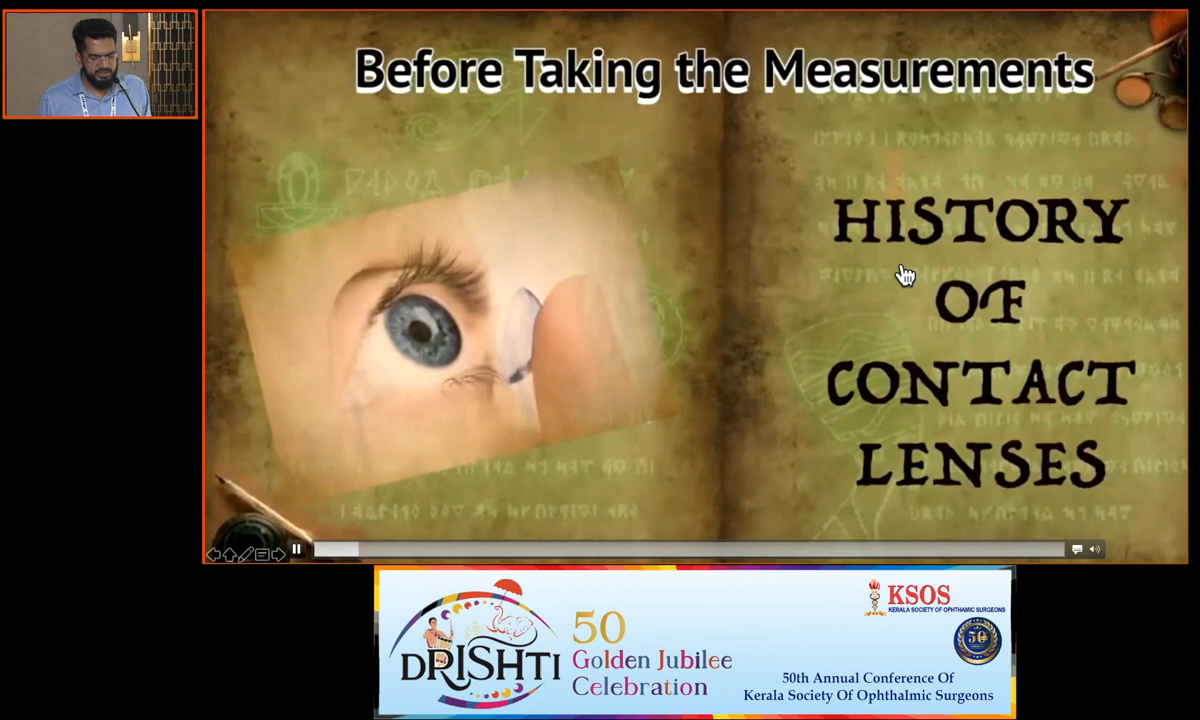 Before Taking the Measurements
HISTORY
OF
CONTACT
LENSES
DRISHTI
50
Golden Jubilee
Celebration
KSOS
KERALA SOCIETY OF OPHTHAMIC SURGEONS
50
50th Annual Conference Of
Kerala Society Of Ophthalmic Surgeons